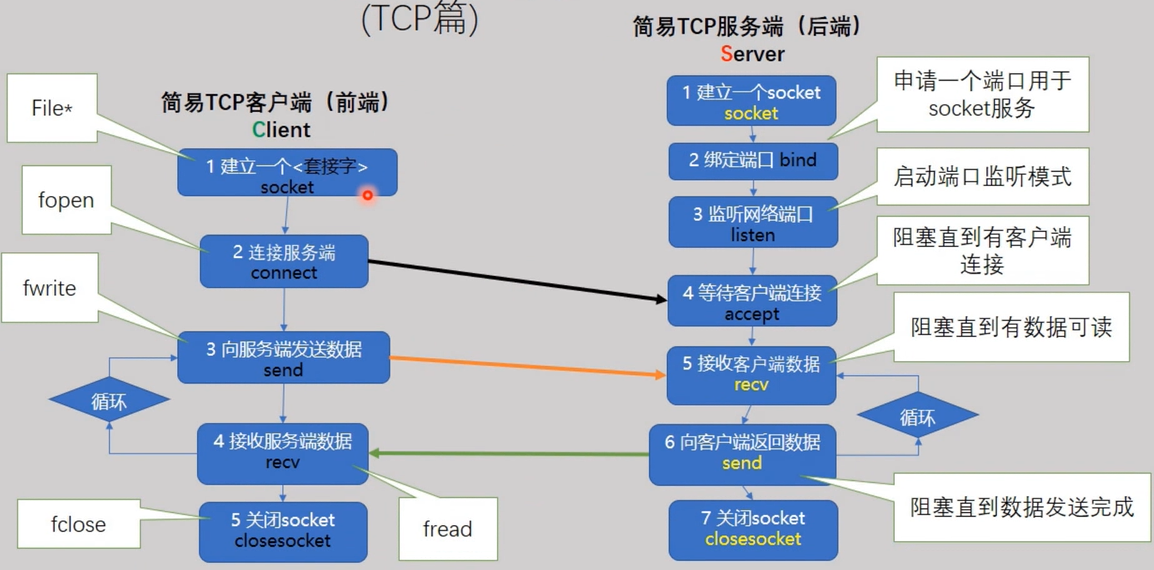 (TCP篇)
简易TCP客户端（前端）
Client
File*
1 建立一个<套接字>
socket
fopen
2 连接服务端
connect
fwrite
3 向服务端发送数据
send
循环
4 接收服务端数据
recv
fread
fclose
5 关闭socket
closesocket
简易TCP服务端（后端）
Server
1 建立一个socket
socket
申请一个端口用于
socket服务
2 绑定端口 bind
启动端口监听模式
3 监听网络端口
listen
阻塞直到有客户端
连接
4 等待客户端连接
accept
阻塞直到有数据可读
5 接收客户端数据
recv
循环
6 向客户端返回数据
send
阻塞直到数据发送完成
7 关闭socket
closesocket